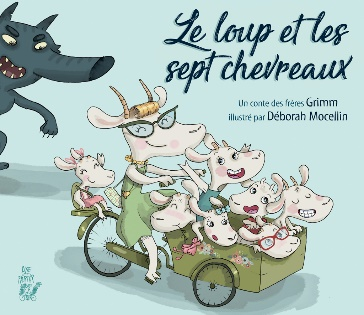 Le loup et les
sept chevreaux
Un conte des frères Grimm
illustré par Déborah Mocellin